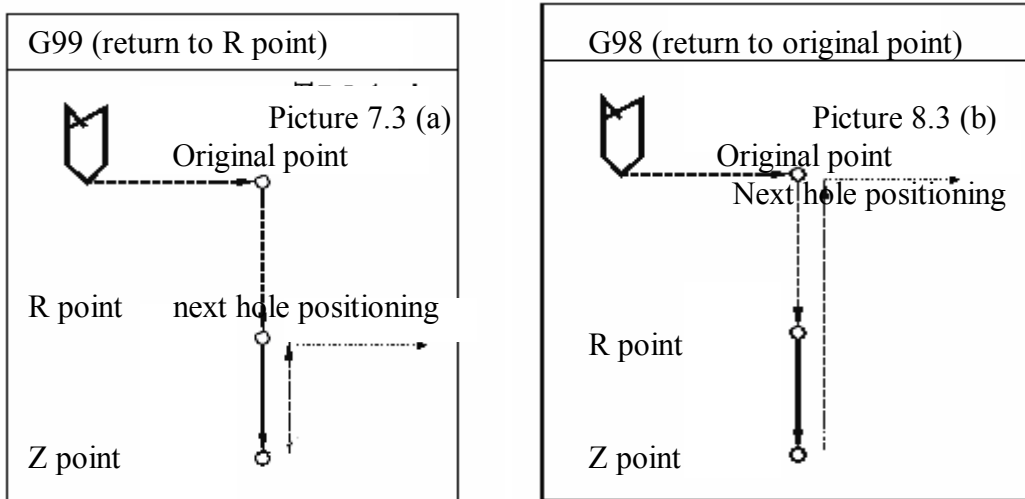 G99 (return to R point)
Picture 7.3 (a)
Original point
R point next hole positioning
Z point
G98 (return to original point)
Picture 8.3 (b)
Original point
Next hole positioning
R point
Z point